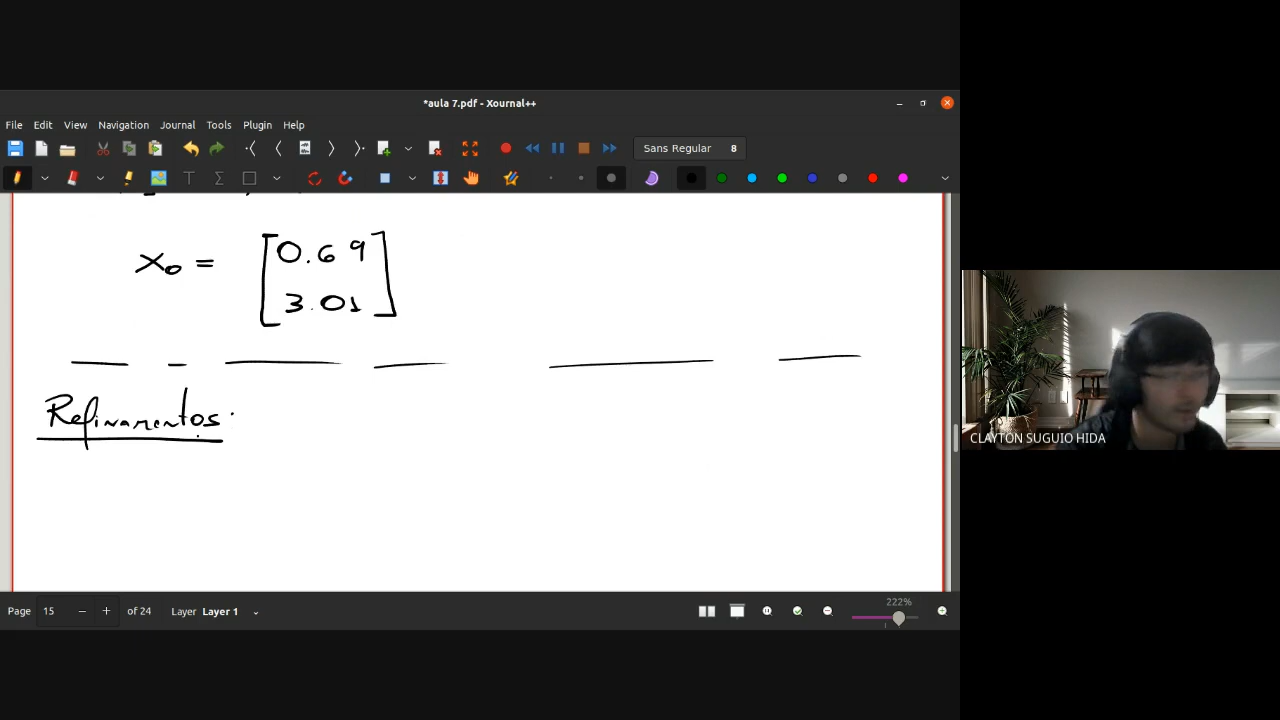 *aula 7.pdf - Xournal++
File Edit View Navigation Journal Tools Plugin Help
Sans Regular 8
x₀ = [0.69
3.01]
Refinamentos:
CLAYTON SUGUIO HIDA
222%
Page 15 of 24 Layer Layer 1